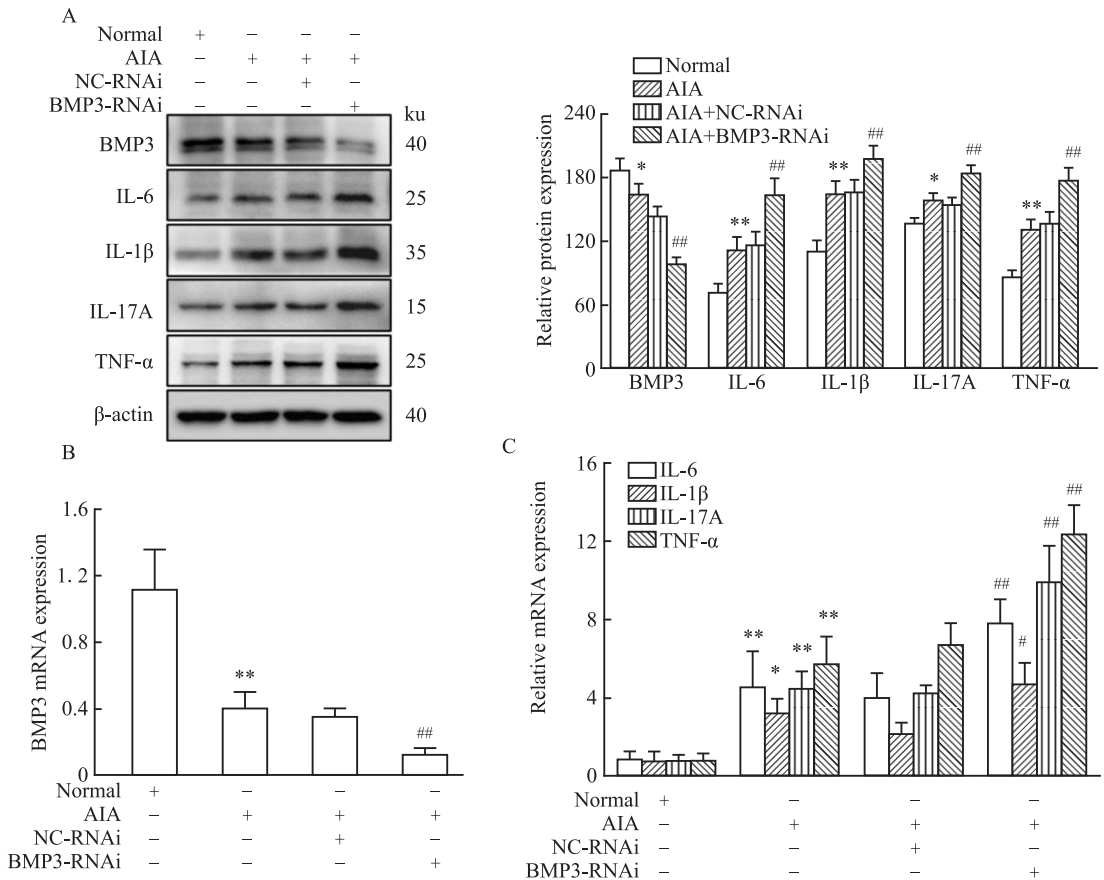 A
Normal + − − −
AIA − + + +
NC-RNAi − − + −
BMP3-RNAi − − − +
ku
BMP3 40
IL-6 25
IL-1β 35
IL-17A 15
TNF-α 25
β-actin 40
Normal
AIA
AIA+NC-RNAi
AIA+BMP3-RNAi
Relative protein expression
240
180
120
60
0
* ## ** ## ** ## * ## ** ##
BMP3 IL-6 IL-1β IL-17A TNF-α
B
BMP3 mRNA expression
1.6
1.2
0.8
0.4
0
** ##
Normal + − − −
AIA − + + +
NC-RNAi − − + −
BMP3-RNAi − − − +
C
IL-6
IL-1β
IL-17A
TNF-α
Relative mRNA expression
16
12
8
4
0
** * ** ** ## # ## ##
Normal + − − −
AIA − + + +
NC-RNAi − − + −
BMP3-RNAi − − − +